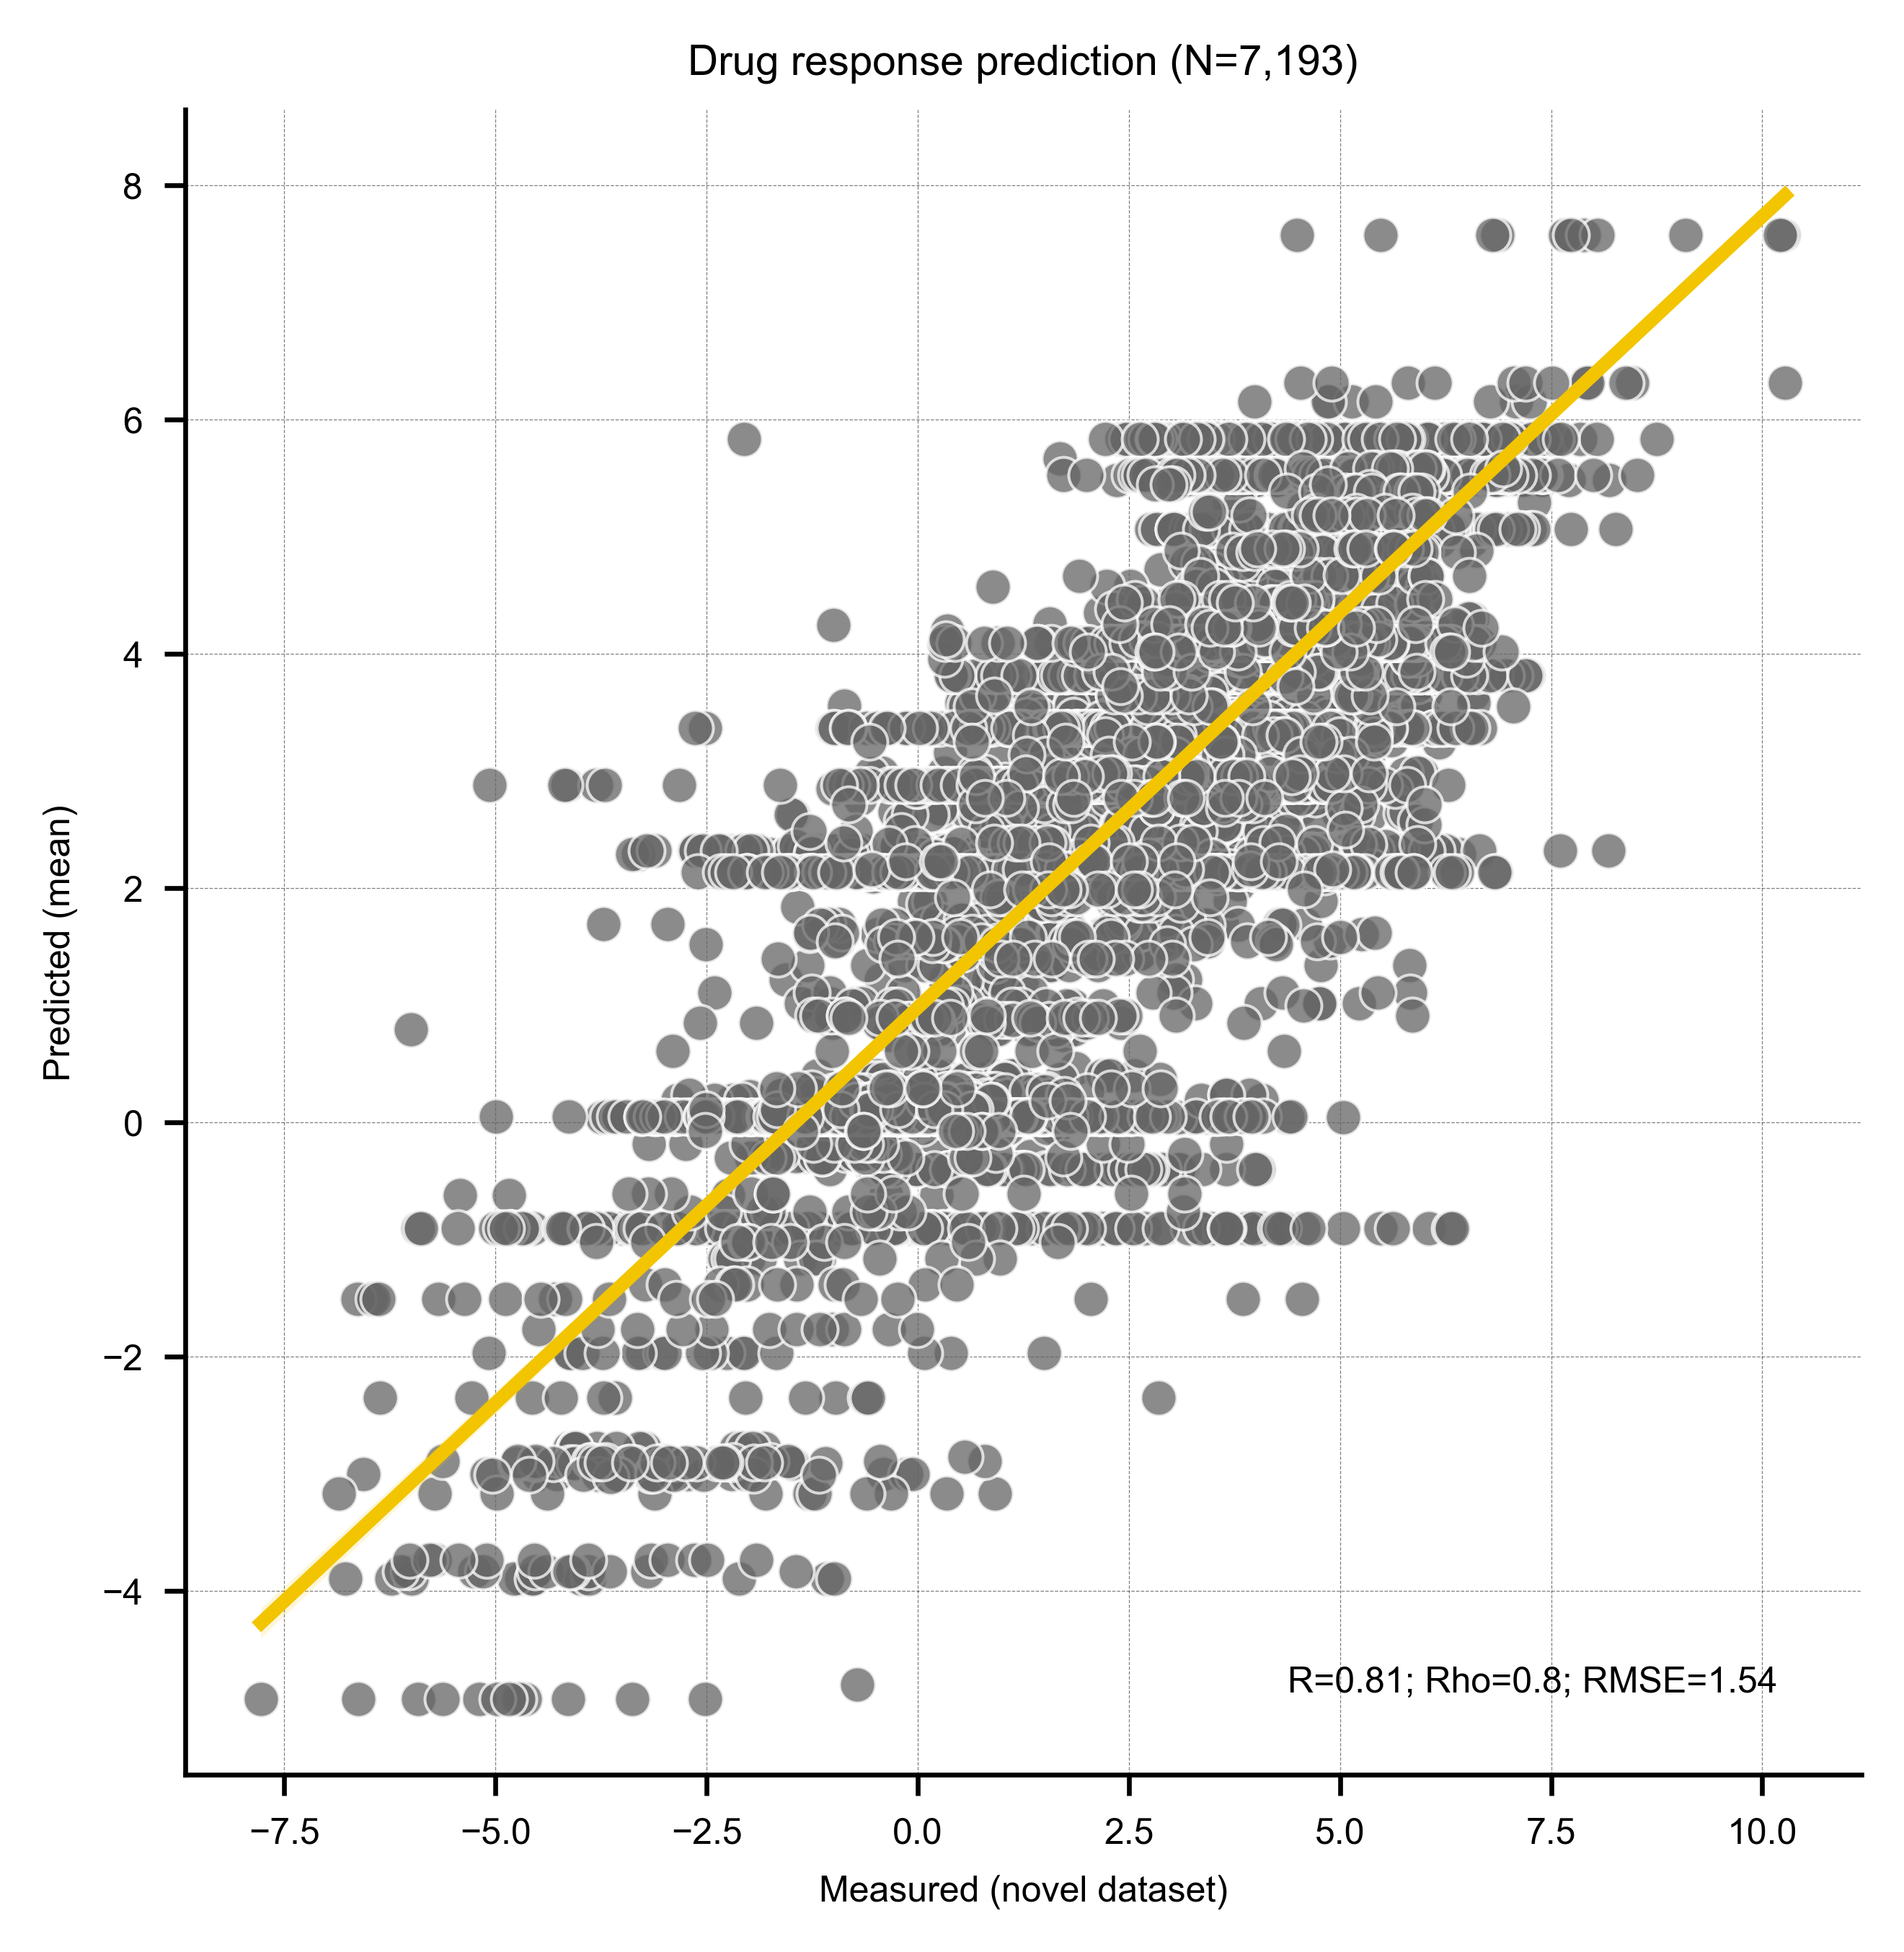 Drug response prediction (N=7,193)
8
6
4
2
0
−2
−4
Predicted (mean)
R=0.81; Rho=0.8; RMSE=1.54
−7.5 −5.0 −2.5 0.0 2.5 5.0 7.5 10.0
Measured (novel dataset)